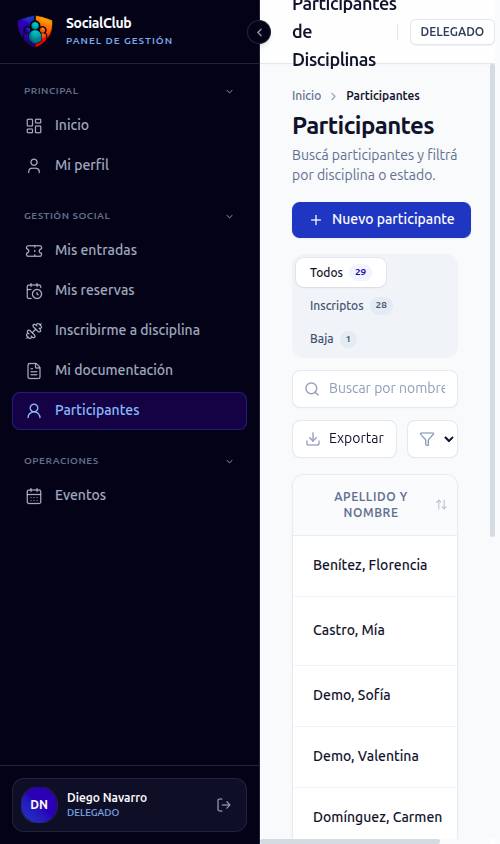 SocialClub
PANEL DE GESTIÓN
PRINCIPAL
Inicio
Mi perfil
GESTIÓN SOCIAL
Mis entradas
Mis reservas
Inscribirme a disciplina
Mi documentación
Participantes
OPERACIONES
Eventos
DN
Diego Navarro
DELEGADO
Participantes
de
Disciplinas
DELEGADO
Inicio > Participantes
Participantes
Buscá participantes y filtrá
por disciplina o estado.
+ Nuevo participante
Todos 29
Inscriptos 28
Baja 1
Buscar por nombre
Exportar
APELLIDO Y
NOMBRE
Benítez, Florencia
Castro, Mía
Demo, Sofía
Demo, Valentina
Domínguez, Carmen